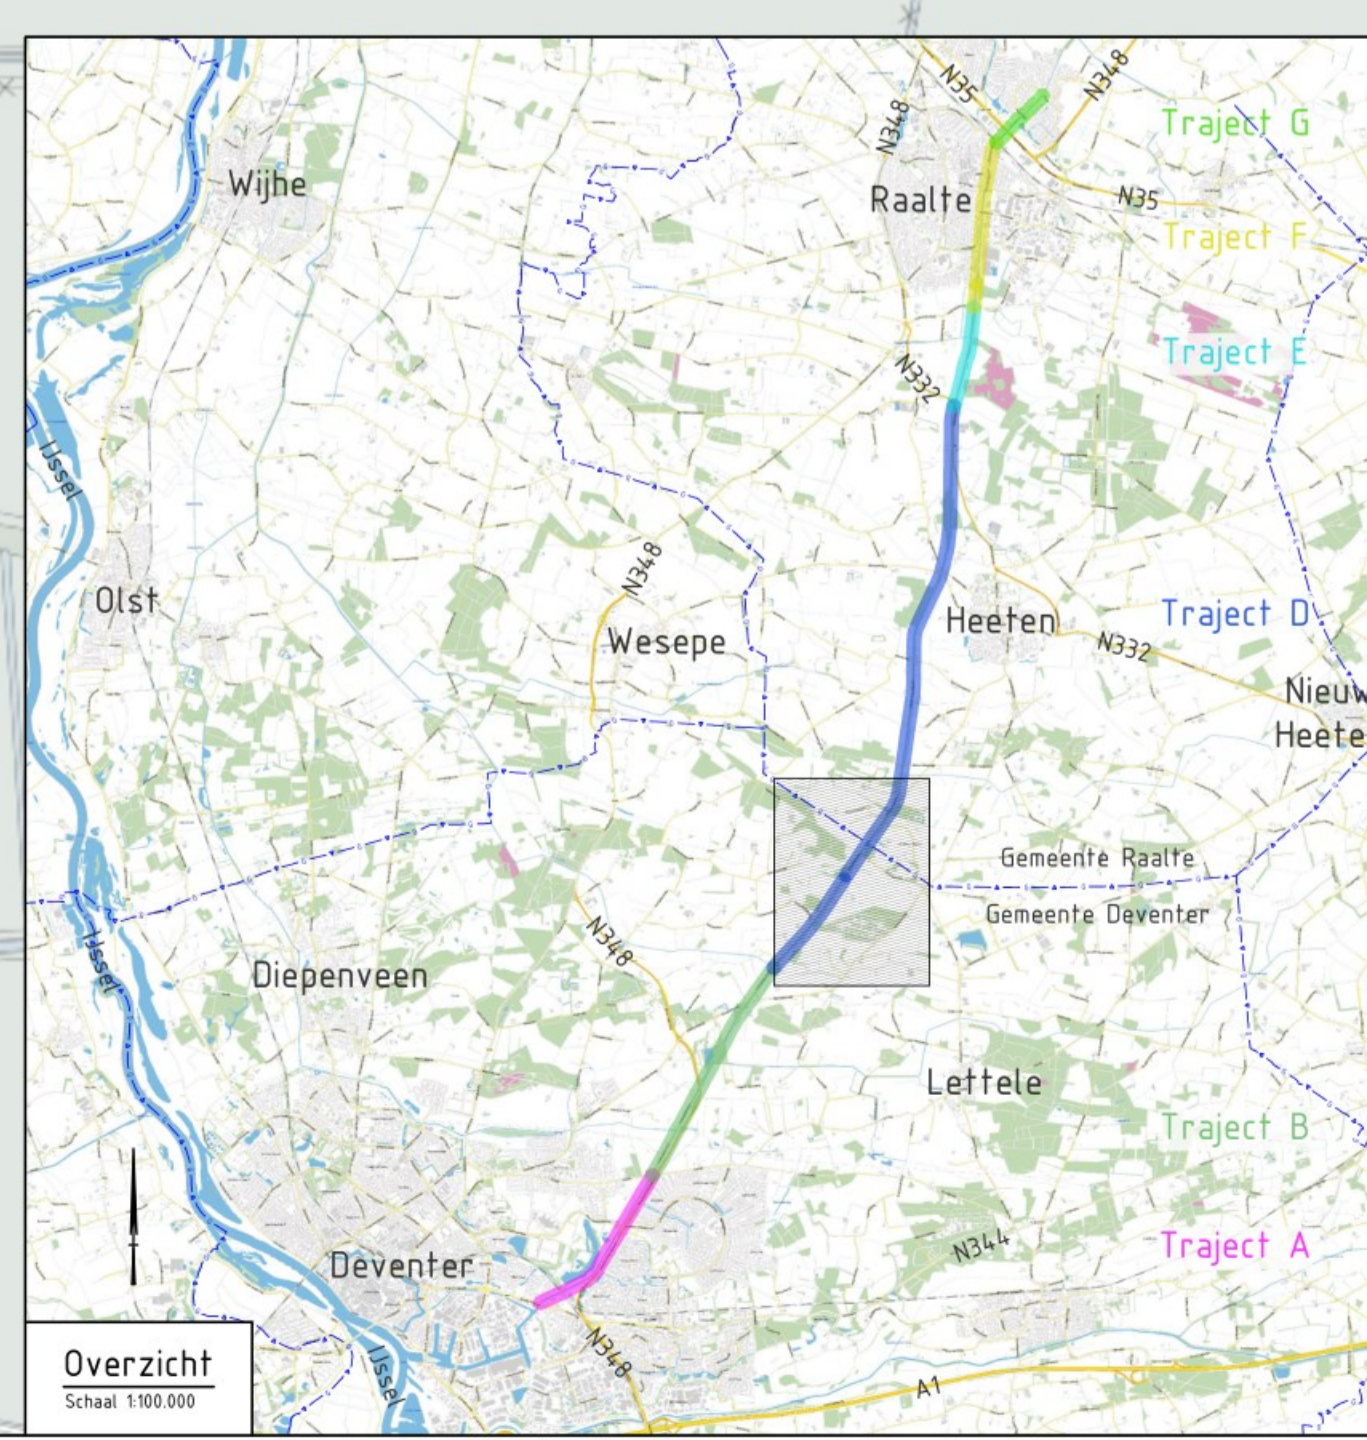 N35
N348
N348
Traject G
Wijhe
Raalte
N35
Traject F
Traject E
N332
IJssel
N348
Olst
Wesepe
Heeten
Traject D
N332
Nieuw
Heete
Gemeente Raalte
Gemeente Deventer
N348
IJssel
Diepenveen
Lettele
Traject B
N344
Traject A
Deventer
N348
IJssel
A1
Overzicht
Schaal 1:100.000